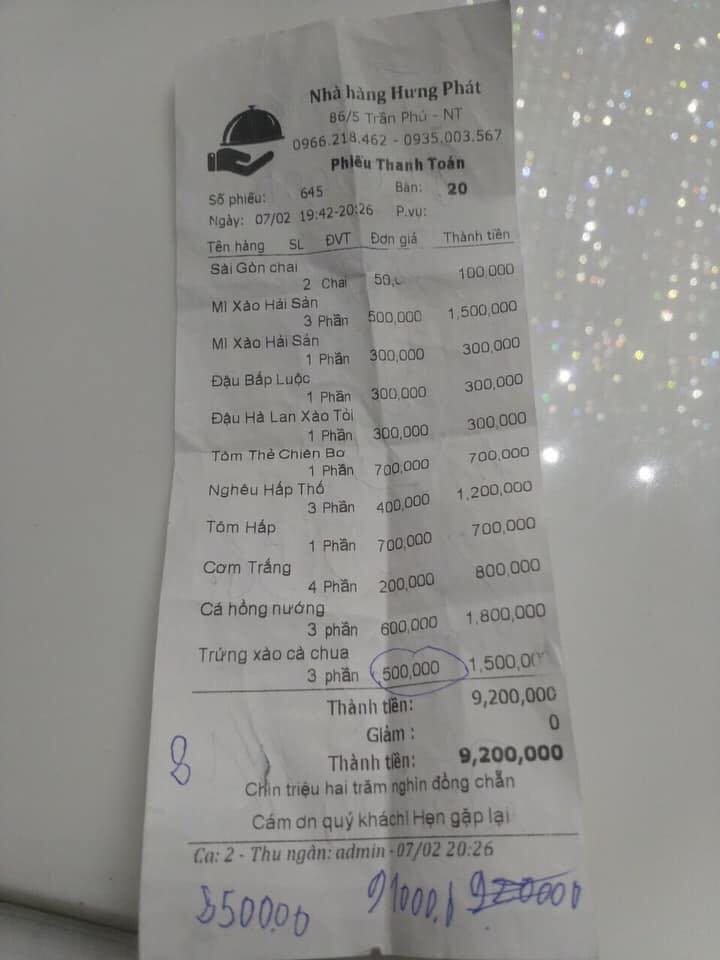 Nhà hàng Hưng Phát
86/5 Trần Phú - NT
0966.218.462 - 0935.003.567
Phiếu Thanh Toán
Số phiếu: 645 Bàn: 20
Ngày: 07/02 19:42-20:26 P.vụ:
Tên hàng SL ĐVT Đơn giá Thành tiền
Sài Gòn chai
2 Chai 100,000
Mì Xào Hải Sản
3 Phần 500,000 1,500,000
Mì Xào Hải Sản
1 Phần 300,000 300,000
Đậu Bắp Luộc
1 Phần 300,000 300,000
Đậu Hà Lan Xào Tỏi
1 Phần 300,000 300,000
Tôm Thẻ Chiên Bơ
1 Phần 700,000 700,000
Nghêu Hấp Thố
3 Phần 400,000 1,200,000
Tôm Hấp
1 Phần 700,000 700,000
Cơm Trắng
4 Phần 200,000 800,000
Cá hồng nướng
3 phần 600,000 1,800,000
Trứng xào cà chua
3 phần 500,000
Thành tiền: 9,200,000
Giảm : 0
Thành tiền: 9,200,000
Chín triệu hai trăm nghìn đồng chẵn
Cám ơn quý khách! Hẹn gặp lại
Ca: 2 - Thu ngân: admin -07/02 20:26